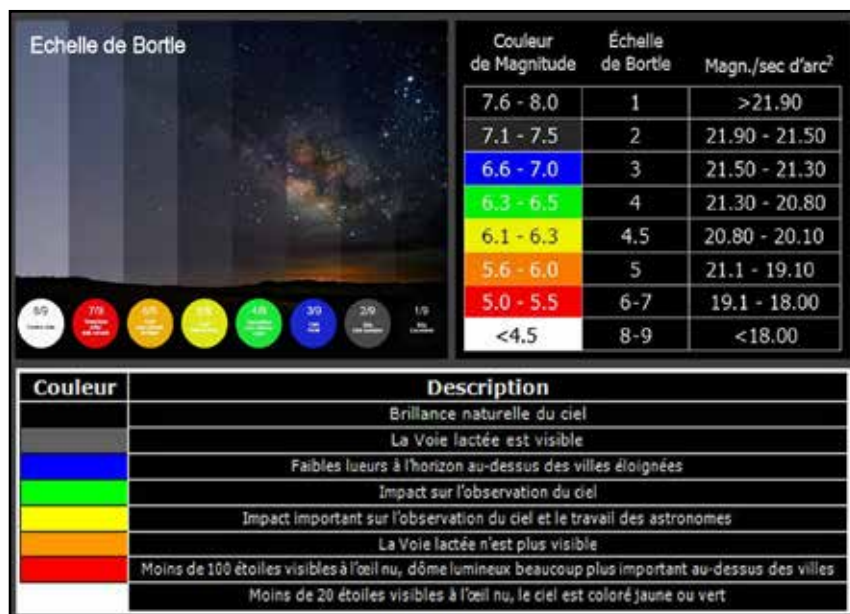 Echelle de Bortle
8/9
7/9
6/9
4/9
3/9
2/9
1/9
Couleur de Magnitude Échelle de Bortle Magn./sec d'arc²
7.6 - 8.0 1 >21.90
7.1 - 7.5 2 21.90 - 21.50
6.6 - 7.0 3 21.50 - 21.30
6.3 - 6.5 4 21.30 - 20.80
6.1 - 6.3 4.5 20.80 - 20.10
5.6 - 6.0 5 21.1 - 19.10
5.0 - 5.5 6-7 19.1 - 18.00
<4.5 8-9 <18.00
Couleur Description
Brillance naturelle du ciel
La Voie lactée est visible
Faibles lueurs à l'horizon au-dessus des villes éloignées
Impact sur l'observation du ciel
Impact important sur l'observation du ciel et le travail des astronomes
La Voie lactée n'est plus visible
Moins de 100 étoiles visibles à l'œil nu, dôme lumineux beaucoup plus important au-dessus des villes
Moins de 20 étoiles visibles à l'œil nu, le ciel est coloré jaune ou vert